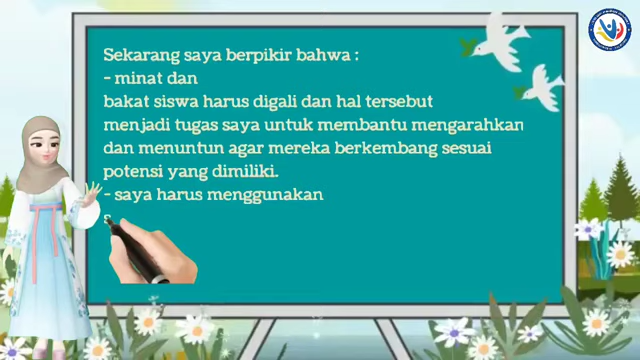 Sekarang saya berpikir bahwa :
- minat dan
bakat siswa harus digali dan hal tersebut
menjadi tugas saya untuk membantu mengarahkan
dan menuntun agar mereka berkembang sesuai
potensi yang dimiliki.
- saya harus menggunakan
s